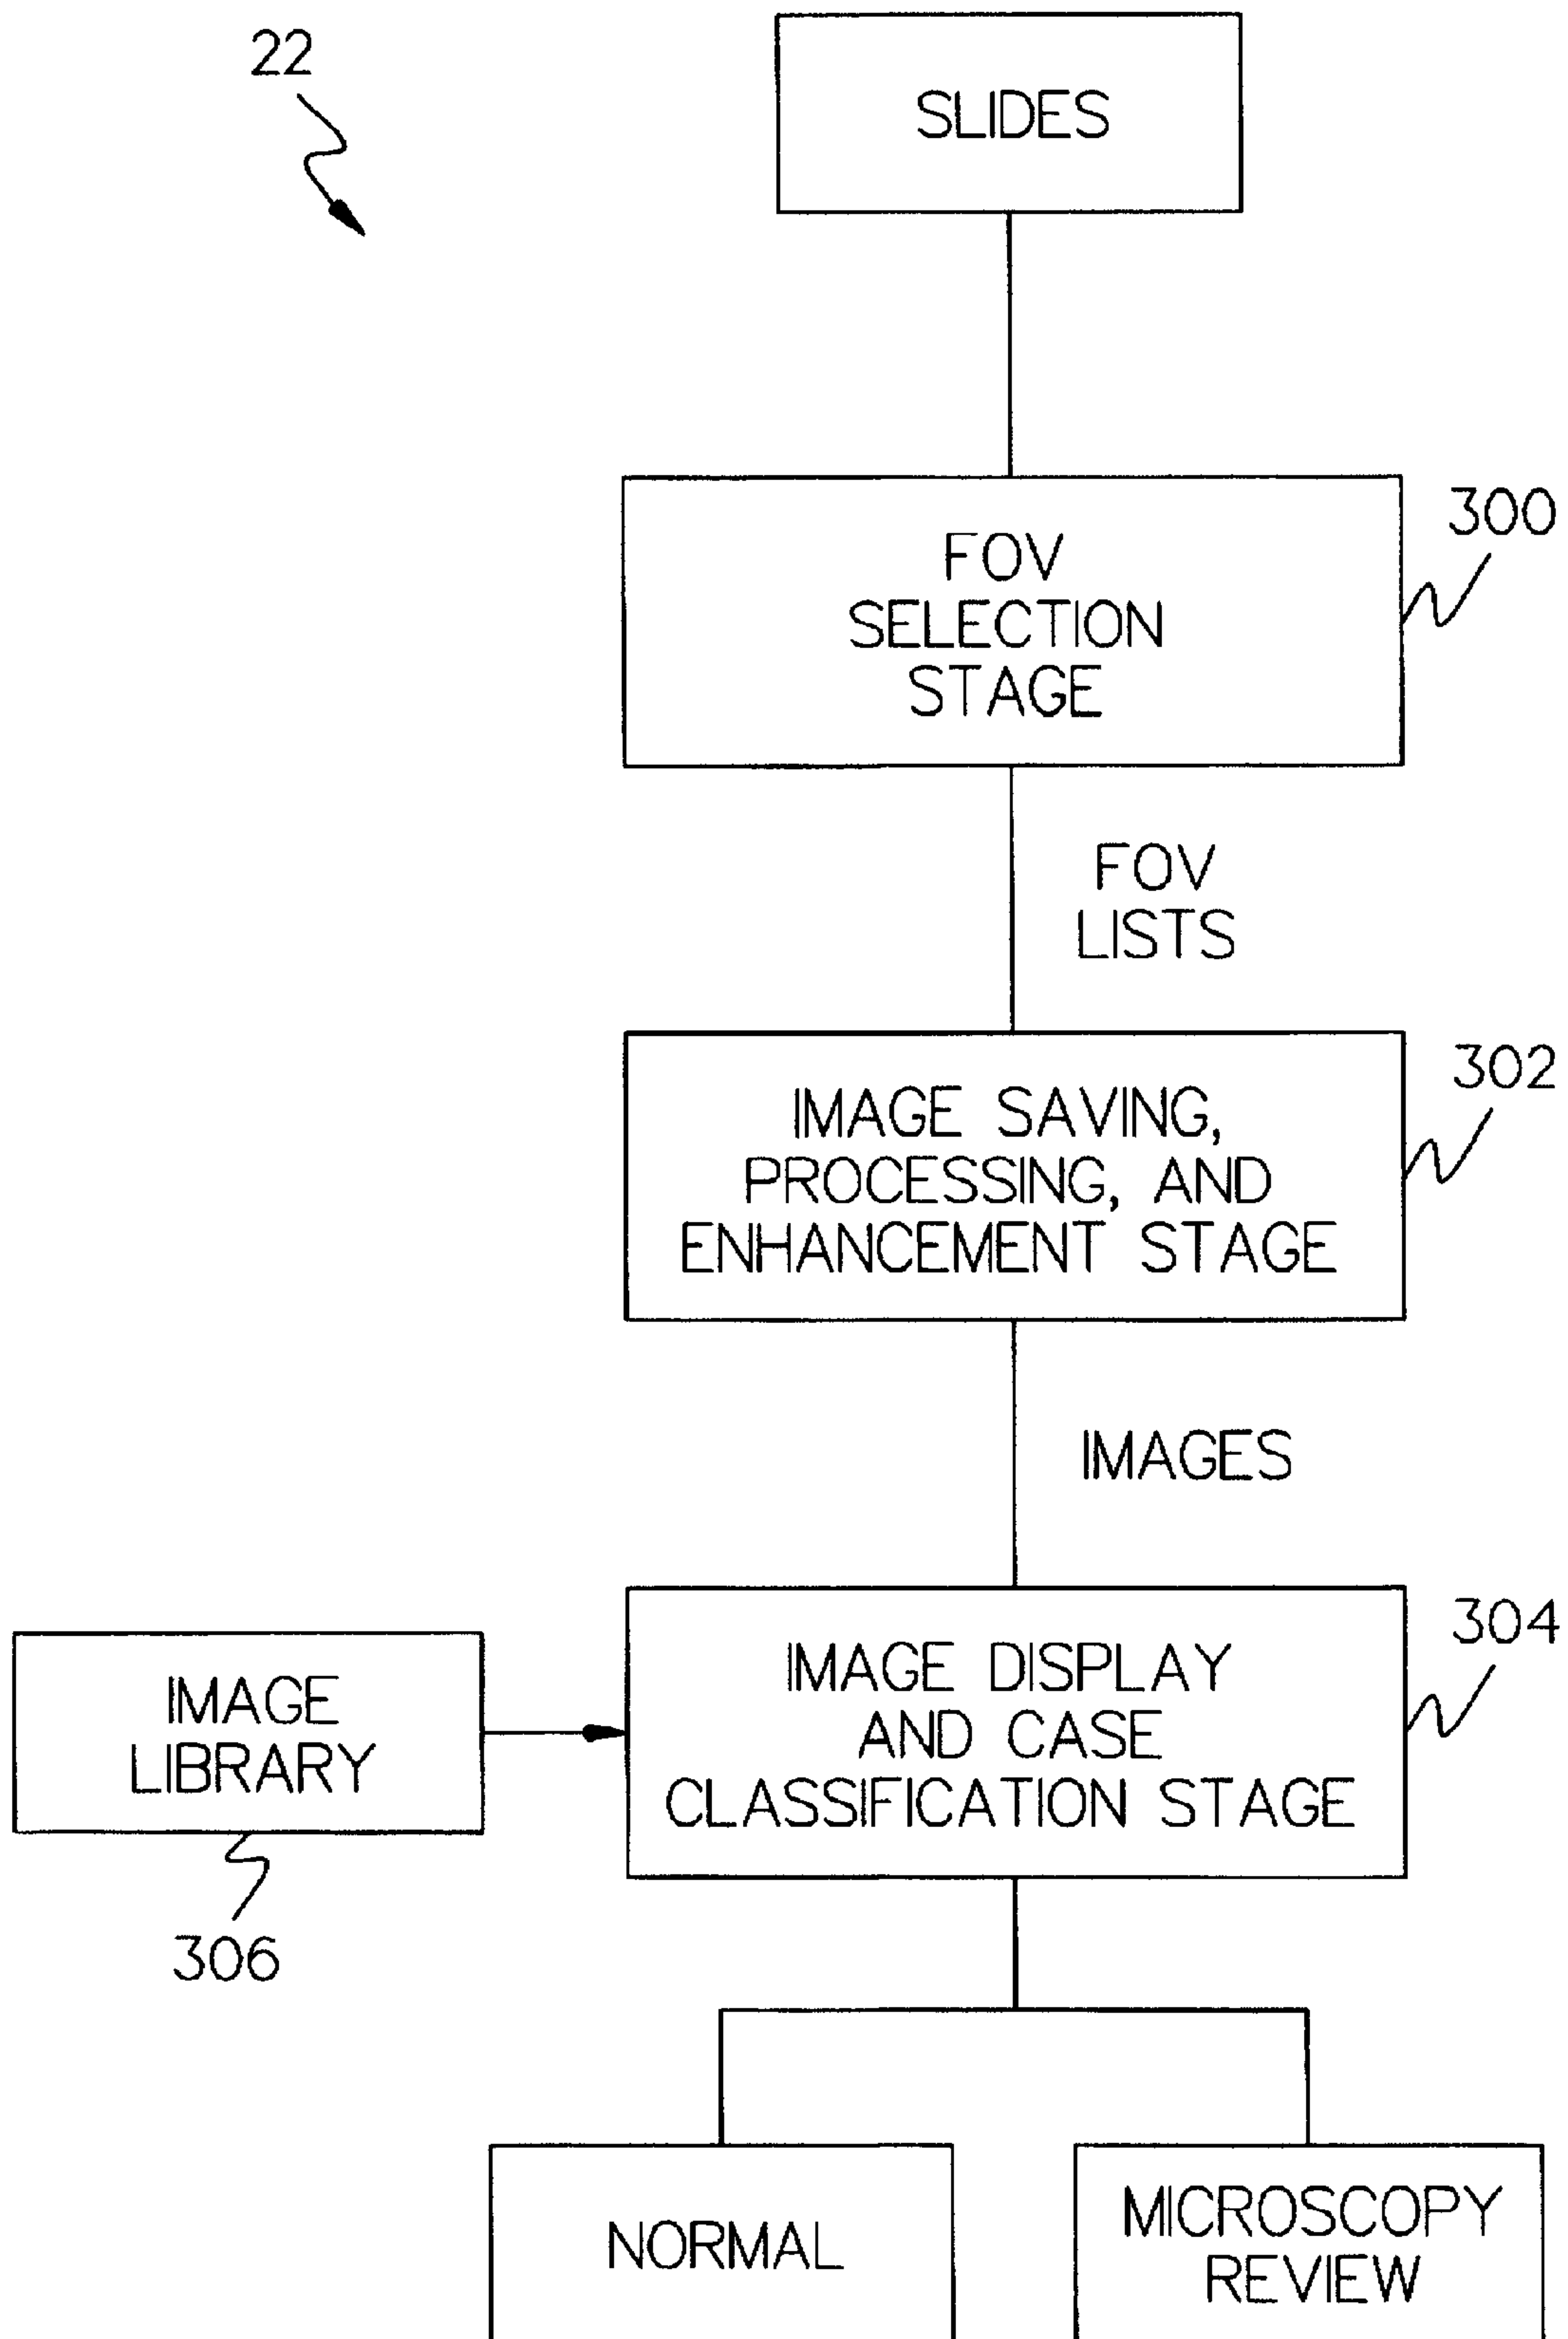 22
SLIDES
300
FOV
SELECTION
STAGE
FOV
LISTS
302
IMAGE SAVING,
PROCESSING, AND
ENHANCEMENT STAGE
IMAGES
304
IMAGE DISPLAY
AND CASE
CLASSIFICATION STAGE
IMAGE
LIBRARY
306
NORMAL
MICROSCOPY
REVIEW